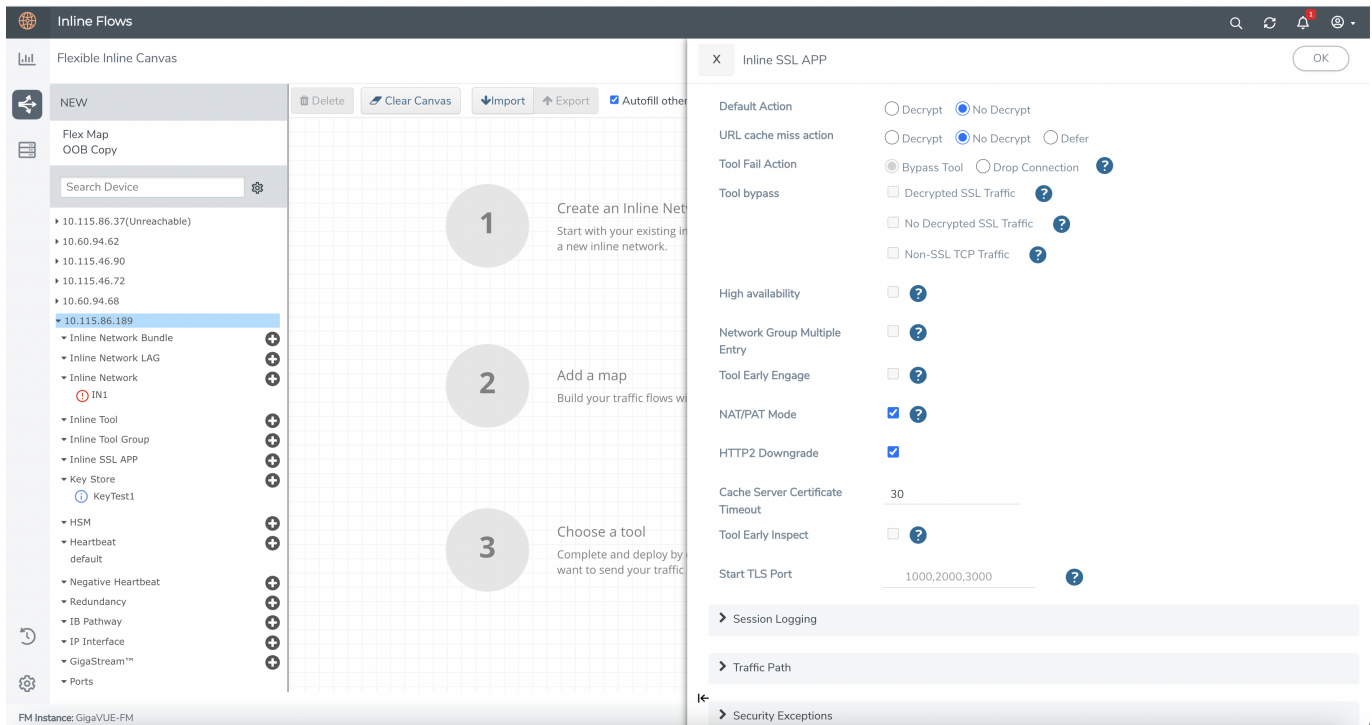 Inline Flows
1
Flexible Inline Canvas
X Inline SSL APP
OK
NEW
Flex Map
OOB Copy
Search Device
10.115.86.37(Unreachable)
10.60.94.62
10.115.46.90
10.115.46.72
10.60.94.68
10.115.86.189
Inline Network Bundle
Inline Network LAG
Inline Network
IN1
Inline Tool
Inline Tool Group
Inline SSL APP
Key Store
KeyTest1
HSM
Heartbeat
default
Negative Heartbeat
Redundancy
IB Pathway
IP Interface
GigaStream™
Ports
Delete Clear Canvas Import Export Autofill other
1
Create an Inline Net
Start with your existing in
a new inline network.
2
Add a map
Build your traffic flows wi
3
Choose a tool
Complete and deploy by
want to send your traffic
Default Action Decrypt No Decrypt
URL cache miss action Decrypt No Decrypt Defer
Tool Fail Action Bypass Tool Drop Connection ?
Tool bypass Decrypted SSL Traffic ?
No Decrypted SSL Traffic ?
Non-SSL TCP Traffic ?
High availability ?
Network Group Multiple
Entry ?
Tool Early Engage ?
NAT/PAT Mode ?
HTTP2 Downgrade
Cache Server Certificate
Timeout 30
Tool Early Inspect ?
Start TLS Port 1000,2000,3000 ?
Session Logging
Traffic Path
Security Exceptions
FM Instance: GigaVUE-FM